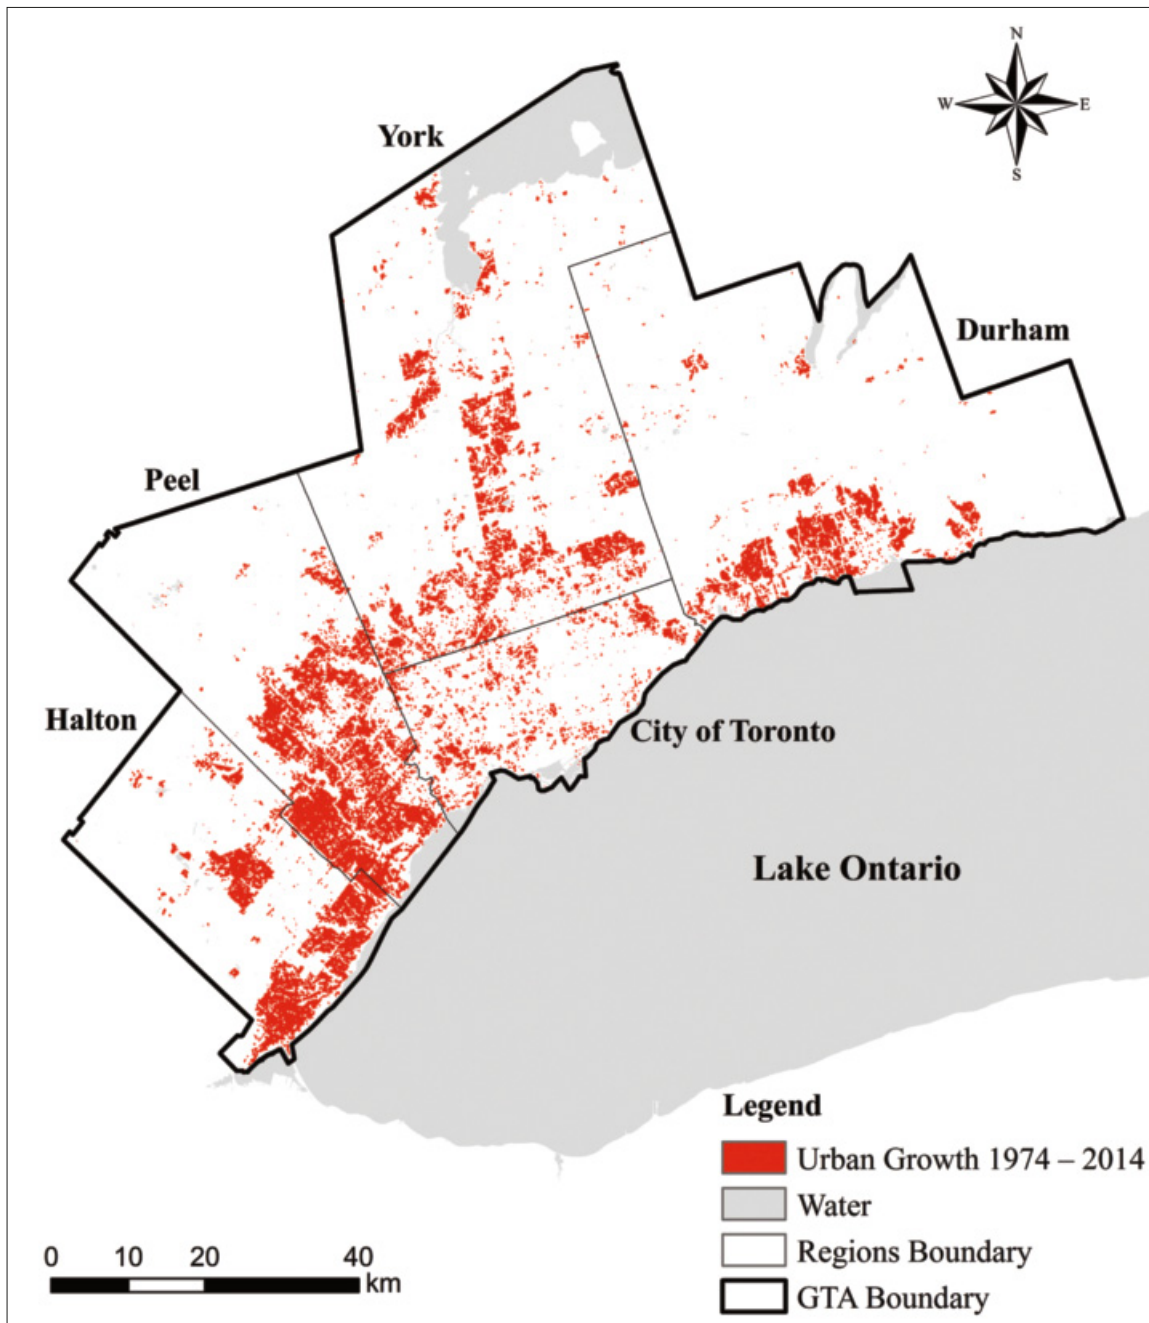 N
W E
S
York
Durham
Peel
Halton
City of Toronto
Lake Ontario
Legend
Urban Growth 1974 – 2014
Water
Regions Boundary
GTA Boundary
0 10 20 40
km